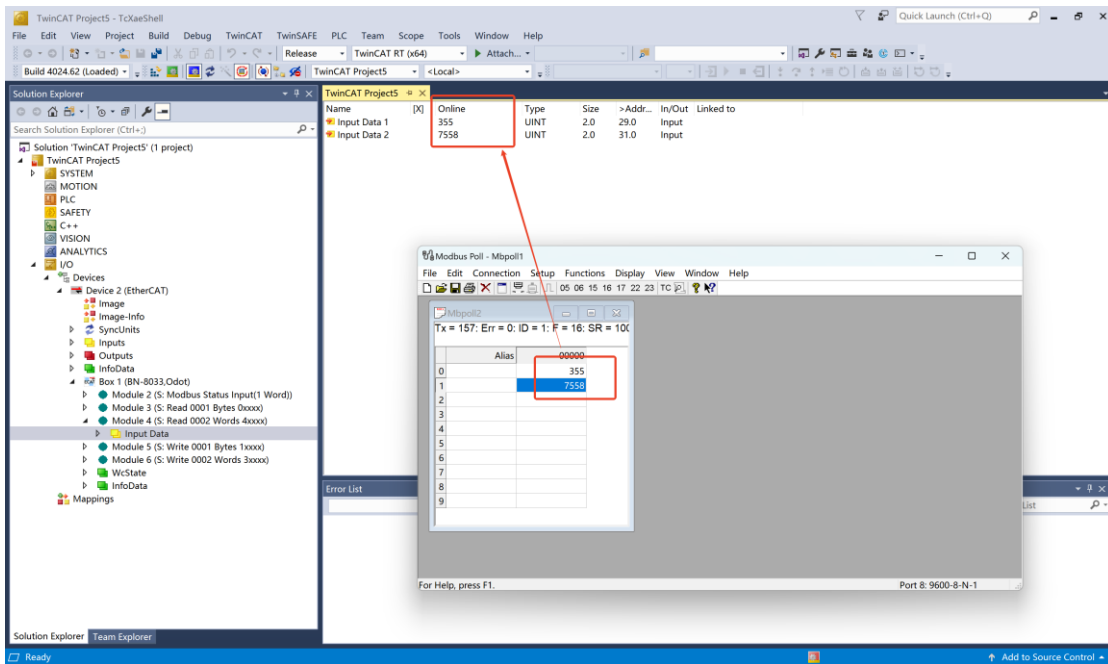 TwinCAT Project5 - TcXaeShell
Quick Launch (Ctrl+Q)
File Edit View Project Build Debug TwinCAT TwinSAFE PLC Team Scope Tools Window Help
Release TwinCAT RT (x64) Attach...
Build 4024.62 (Loaded) TwinCAT Project5 <Local>
Solution Explorer
Search Solution Explorer (Ctrl+;)
Solution 'TwinCAT Project5' (1 project)
TwinCAT Project5
SYSTEM
MOTION
PLC
SAFETY
C++
VISION
ANALYTICS
I/O
Devices
Device 2 (EtherCAT)
Image
Image-Info
SyncUnits
Inputs
Outputs
InfoData
Box 1 (BN-8033,Odot)
Module 2 (S: Modbus Status Input(1 Word))
Module 3 (S: Read 0001 Bytes 0xxxx)
Module 4 (S: Read 0002 Words 4xxxx)
Input Data
Module 5 (S: Write 0001 Bytes 1xxxx)
Module 6 (S: Write 0002 Words 3xxxx)
WcState
InfoData
Mappings
Solution Explorer Team Explorer
TwinCAT Project5
Name [X] Online Type Size >Addr... In/Out Linked to
Input Data 1 355 UINT 2.0 29.0 Input
Input Data 2 7558 UINT 2.0 31.0 Input
Modbus Poll - Mbpoll1
File Edit Connection Setup Functions Display View Window Help
05 06 15 16 17 22 23 TC
Mbpoll2
Tx = 157: Err = 0: ID = 1: F = 16: SR = 100
Alias 00000
0 355
1 7558
2
3
4
5
6
7
8
9
For Help, press F1. Port 8: 9600-8-N-1
Error List
List
Ready Add to Source Control